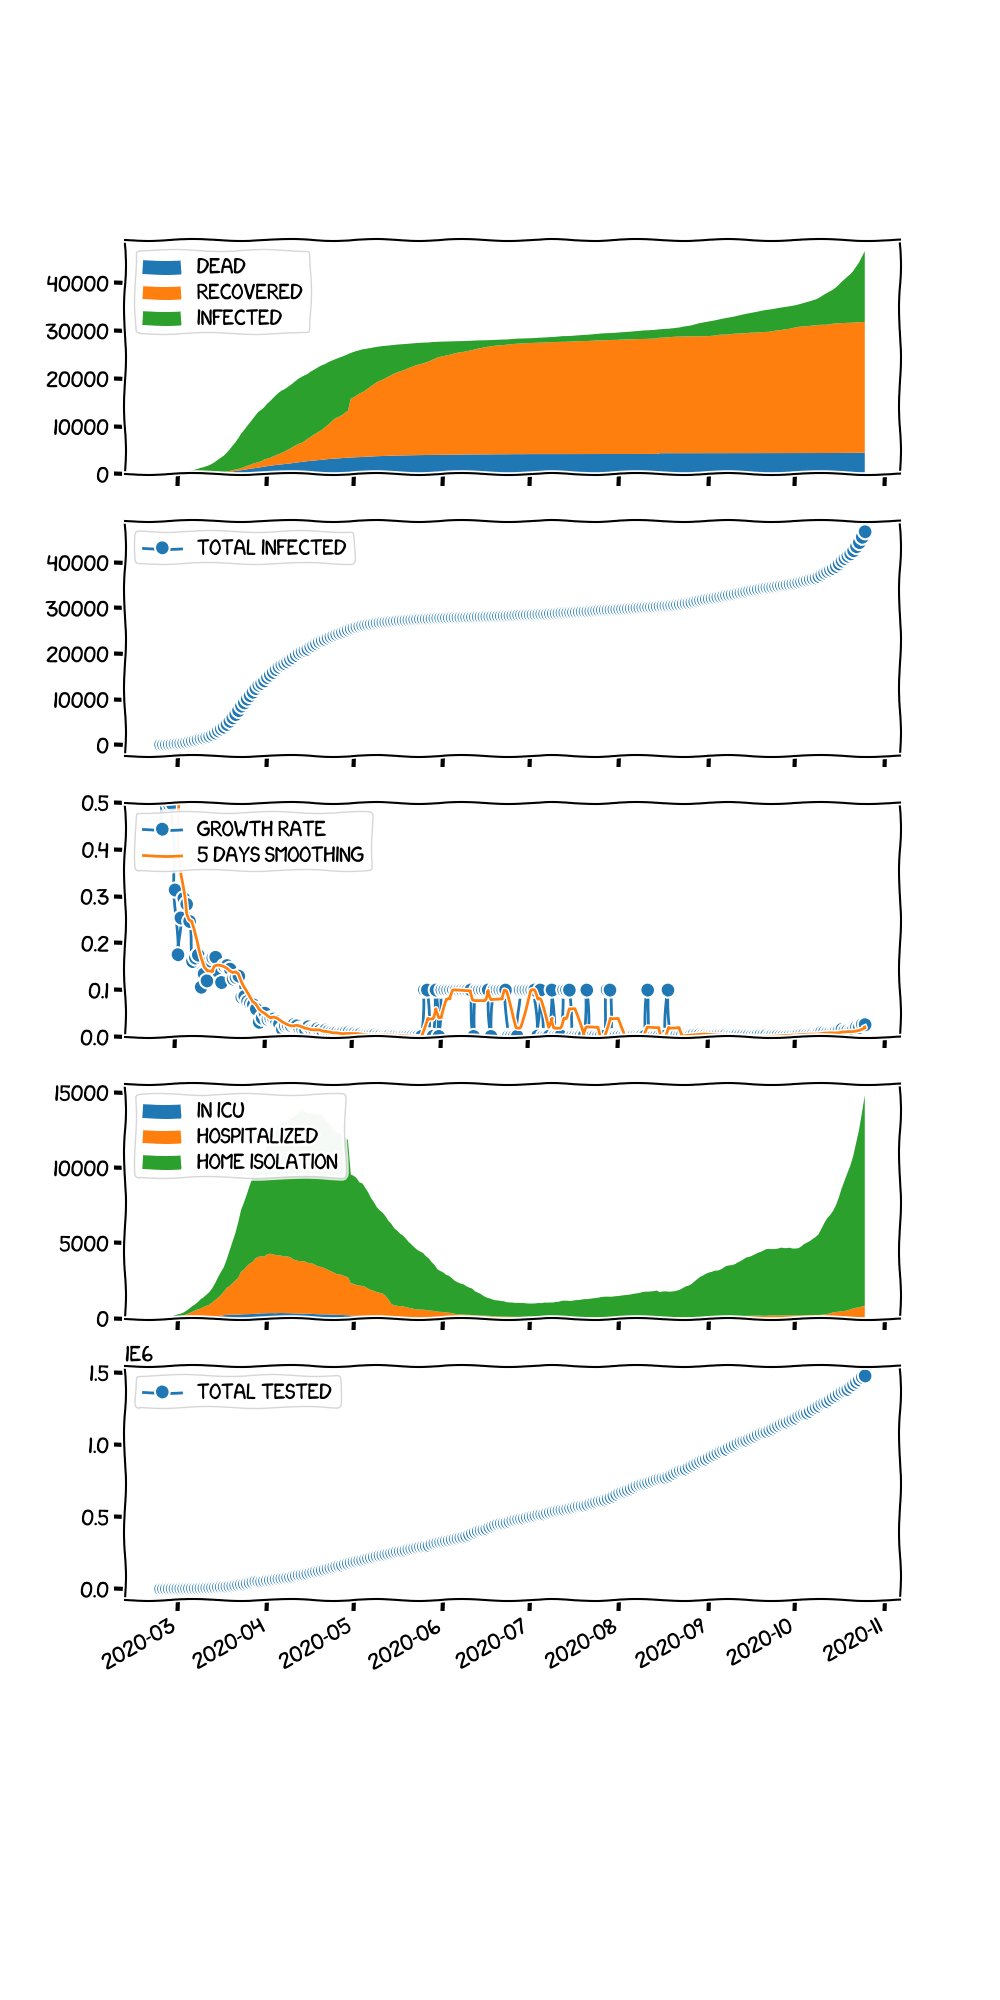 DEAD
RECOVERED
INFECTED
40000
30000
20000
10000
0
TOTAL INFECTED
40000
30000
20000
10000
0
0.5
GROWTH RATE
5 DAYS SMOOTHING
0.4
0.3
0.2
0.1
0.0
15000
IN ICU
HOSPITALIZED
HOME ISOLATION
10000
5000
0
1E6
1.5
TOTAL TESTED
1.0
0.5
0.0
2020-03 2020-04 2020-05 2020-06 2020-07 2020-08 2020-09 2020-10 2020-11